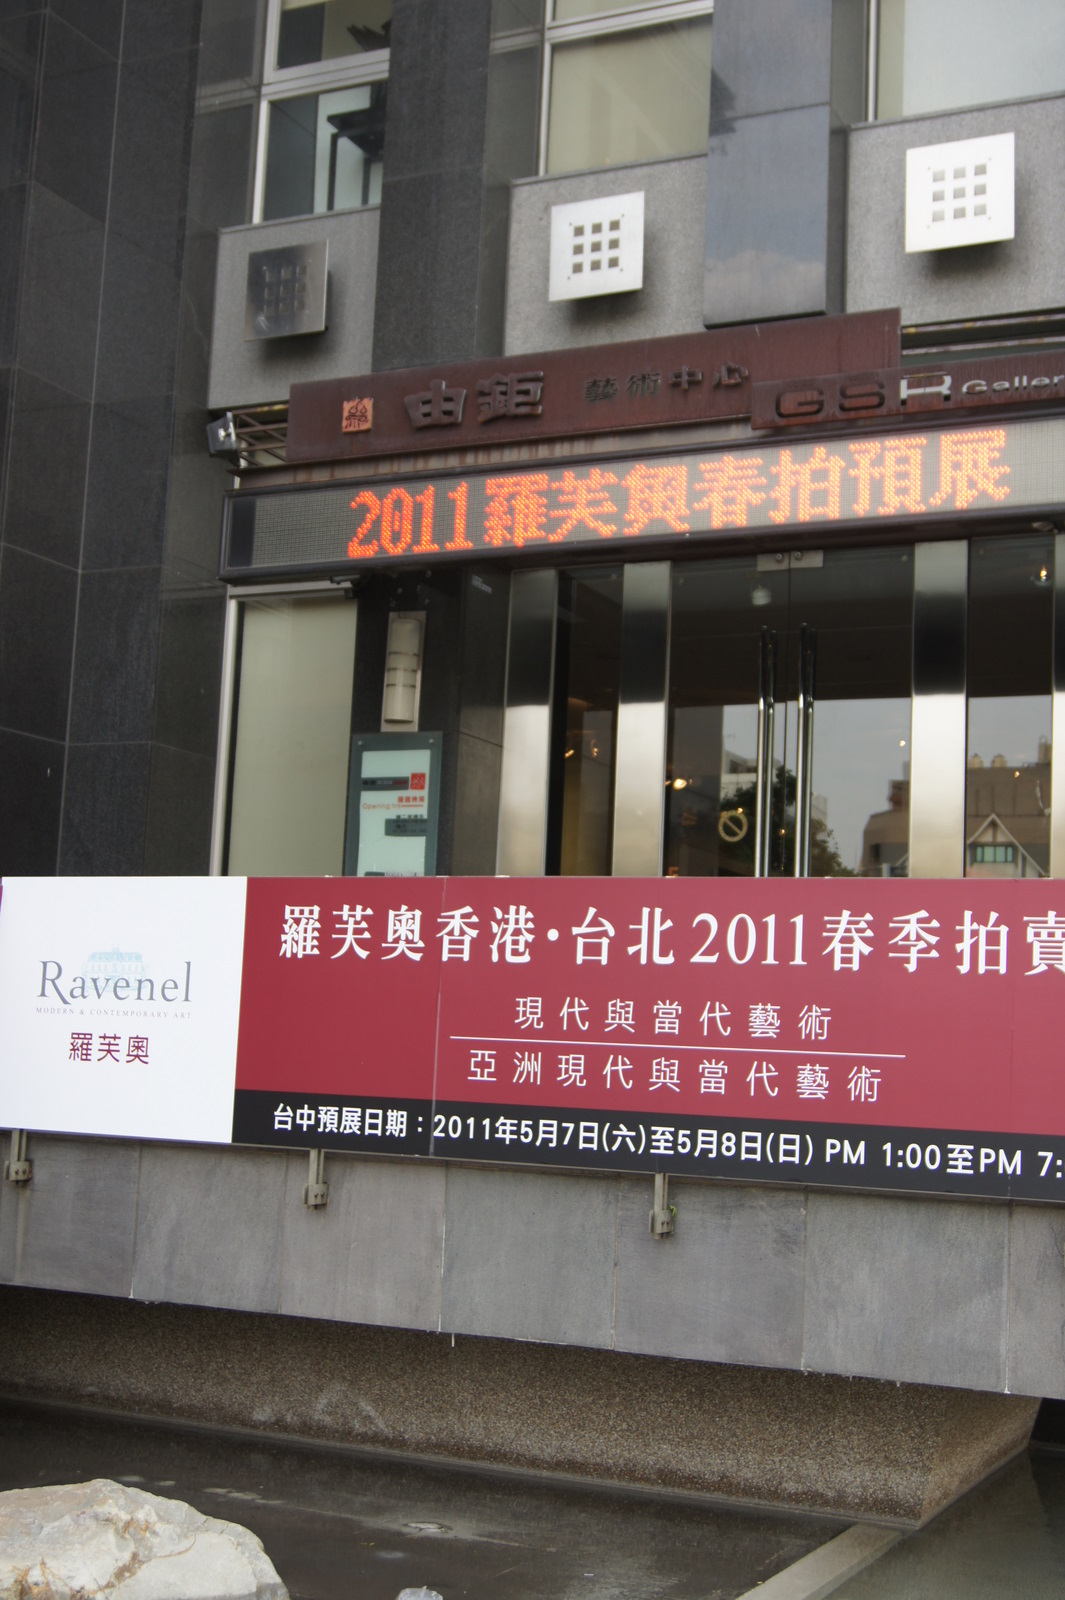 由鉅 藝術中心
GSR Galler
2011羅芙奧春拍預展
Opening
Ravenel
MODERN & CONTEMPORARY ART
羅芙奧
羅芙奧香港·台北2011春季拍賣
現代與當代藝術
亞洲現代與當代藝術
台中預展日期：2011年5月7日(六)至5月8日(日) PM 1:00至PM 7: